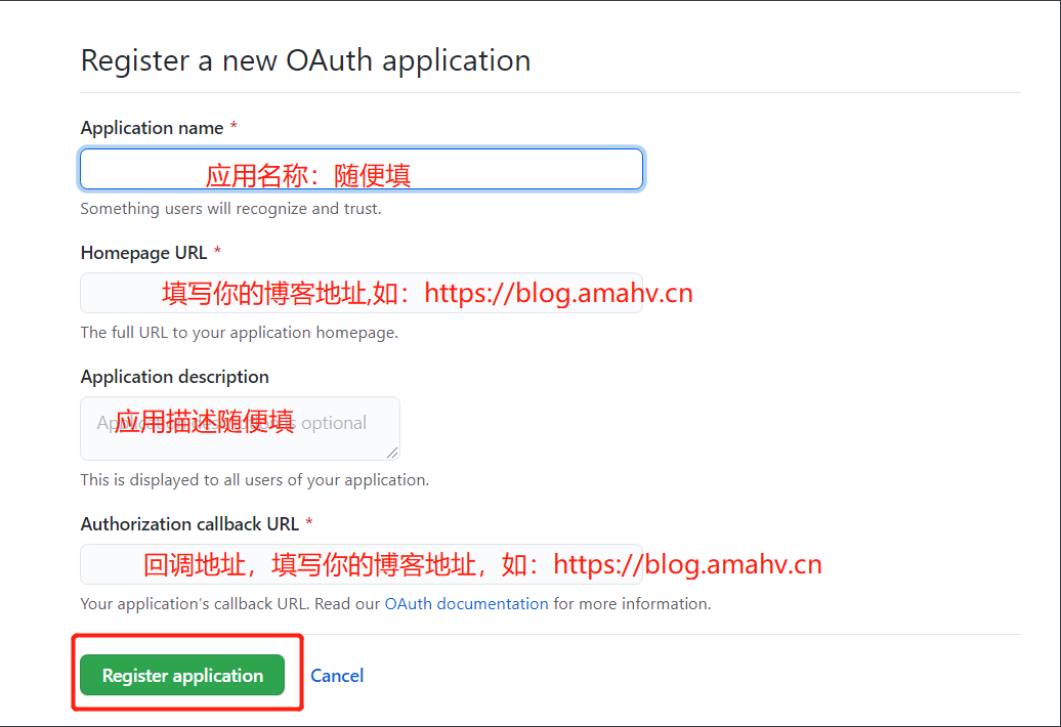 Register a new OAuth application
Application name *
应用名称：随便填
Something users will recognize and trust.
Homepage URL *
填写你的博客地址,如：https://blog.amahv.cn
The full URL to your application homepage.
Application description
应用描述随便填
Application description is optional
This is displayed to all users of your application.
Authorization callback URL *
回调地址，填写你的博客地址，如：https://blog.amahv.cn
Your application’s callback URL. Read our OAuth documentation for more information.
Register application Cancel